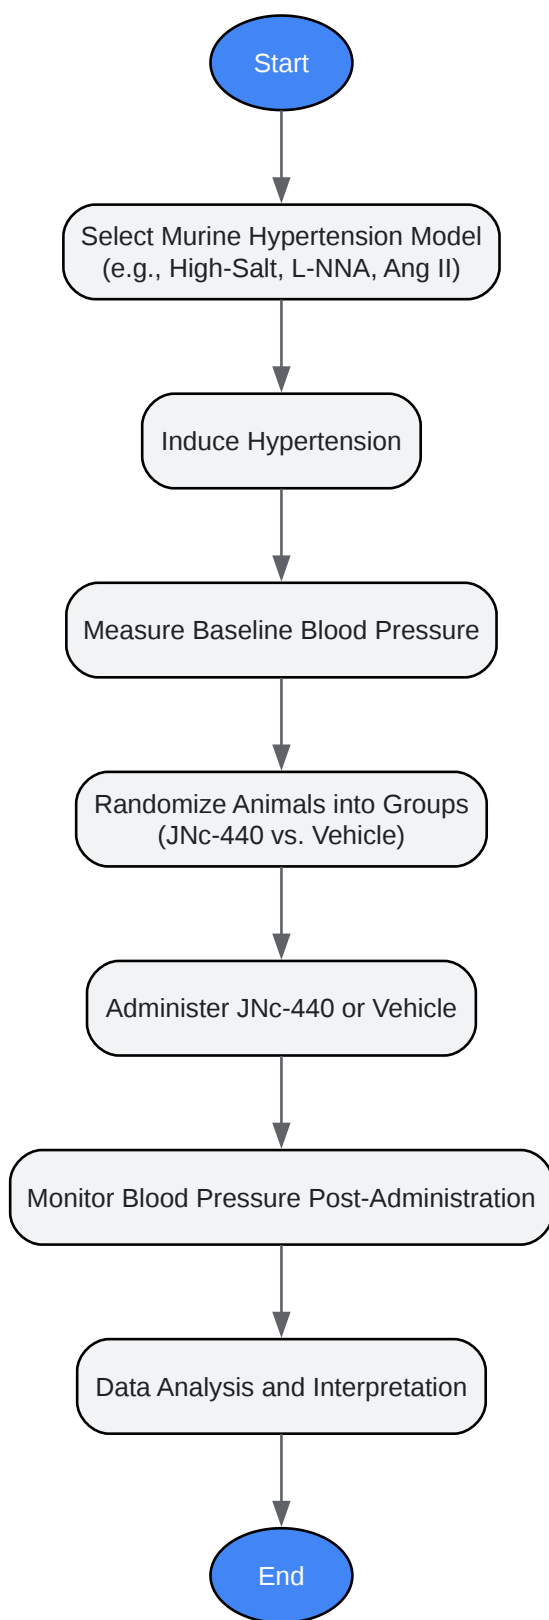 Start
Select Murine Hypertension Model
(e.g., High-Salt, L-NNA, Ang II)
Induce Hypertension
Measure Baseline Blood Pressure
Randomize Animals into Groups
(JNc-440 vs. Vehicle)
Administer JNc-440 or Vehicle
Monitor Blood Pressure Post-Administration
Data Analysis and Interpretation
End